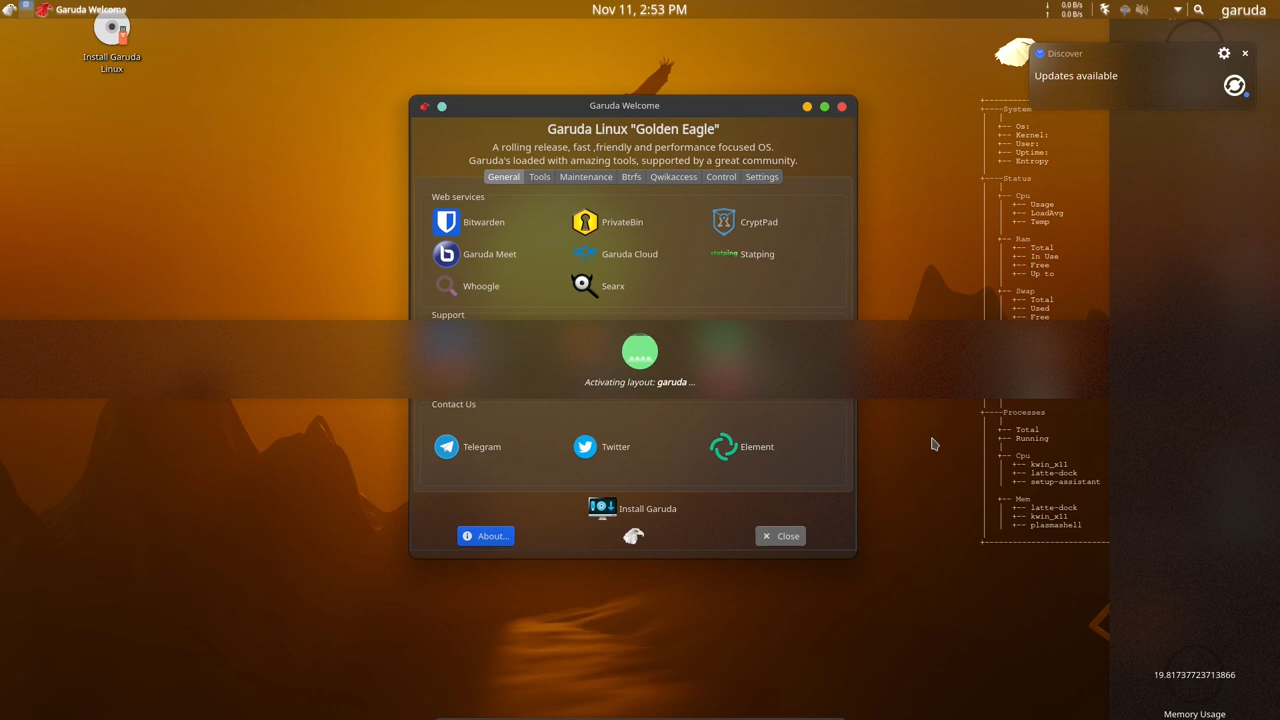 Garuda Welcome
Nov 11, 2:53 PM
0.0 B/s
0.0 B/s
garuda
Install Garuda
Linux
Discover
Updates available
Garuda Welcome
Garuda Linux "Golden Eagle"
A rolling release, fast ,friendly and performance focused OS.
Garuda's loaded with amazing tools, supported by a great community.
General Tools Maintenance Btrfs Qwikaccess Control Settings
Web services
Bitwarden PrivateBin CryptPad
Garuda Meet Garuda Cloud statping Statping
Whoogle Searx
Support
Activating layout: garuda ...
Contact Us
Telegram Twitter Element
Install Garuda
About... Close
+----System
+-- Os:
+-- Kernel:
+-- User:
+-- Uptime:
+-- Entropy
+----Status
+-- Cpu
+-- Usage
+-- LoadAvg
+-- Temp
+-- Ram
+-- Total
+-- In Use
+-- Free
+-- Up to
+-- Swap
+-- Total
+-- Used
+-- Free
+----Processes
+-- Total
+-- Running
+-- Cpu
+-- kwin_x11
+-- latte-dock
+-- setup-assistant
+-- Mem
+-- latte-dock
+-- kwin_x11
+-- plasmashell
19.81737723713866
Memory Usage